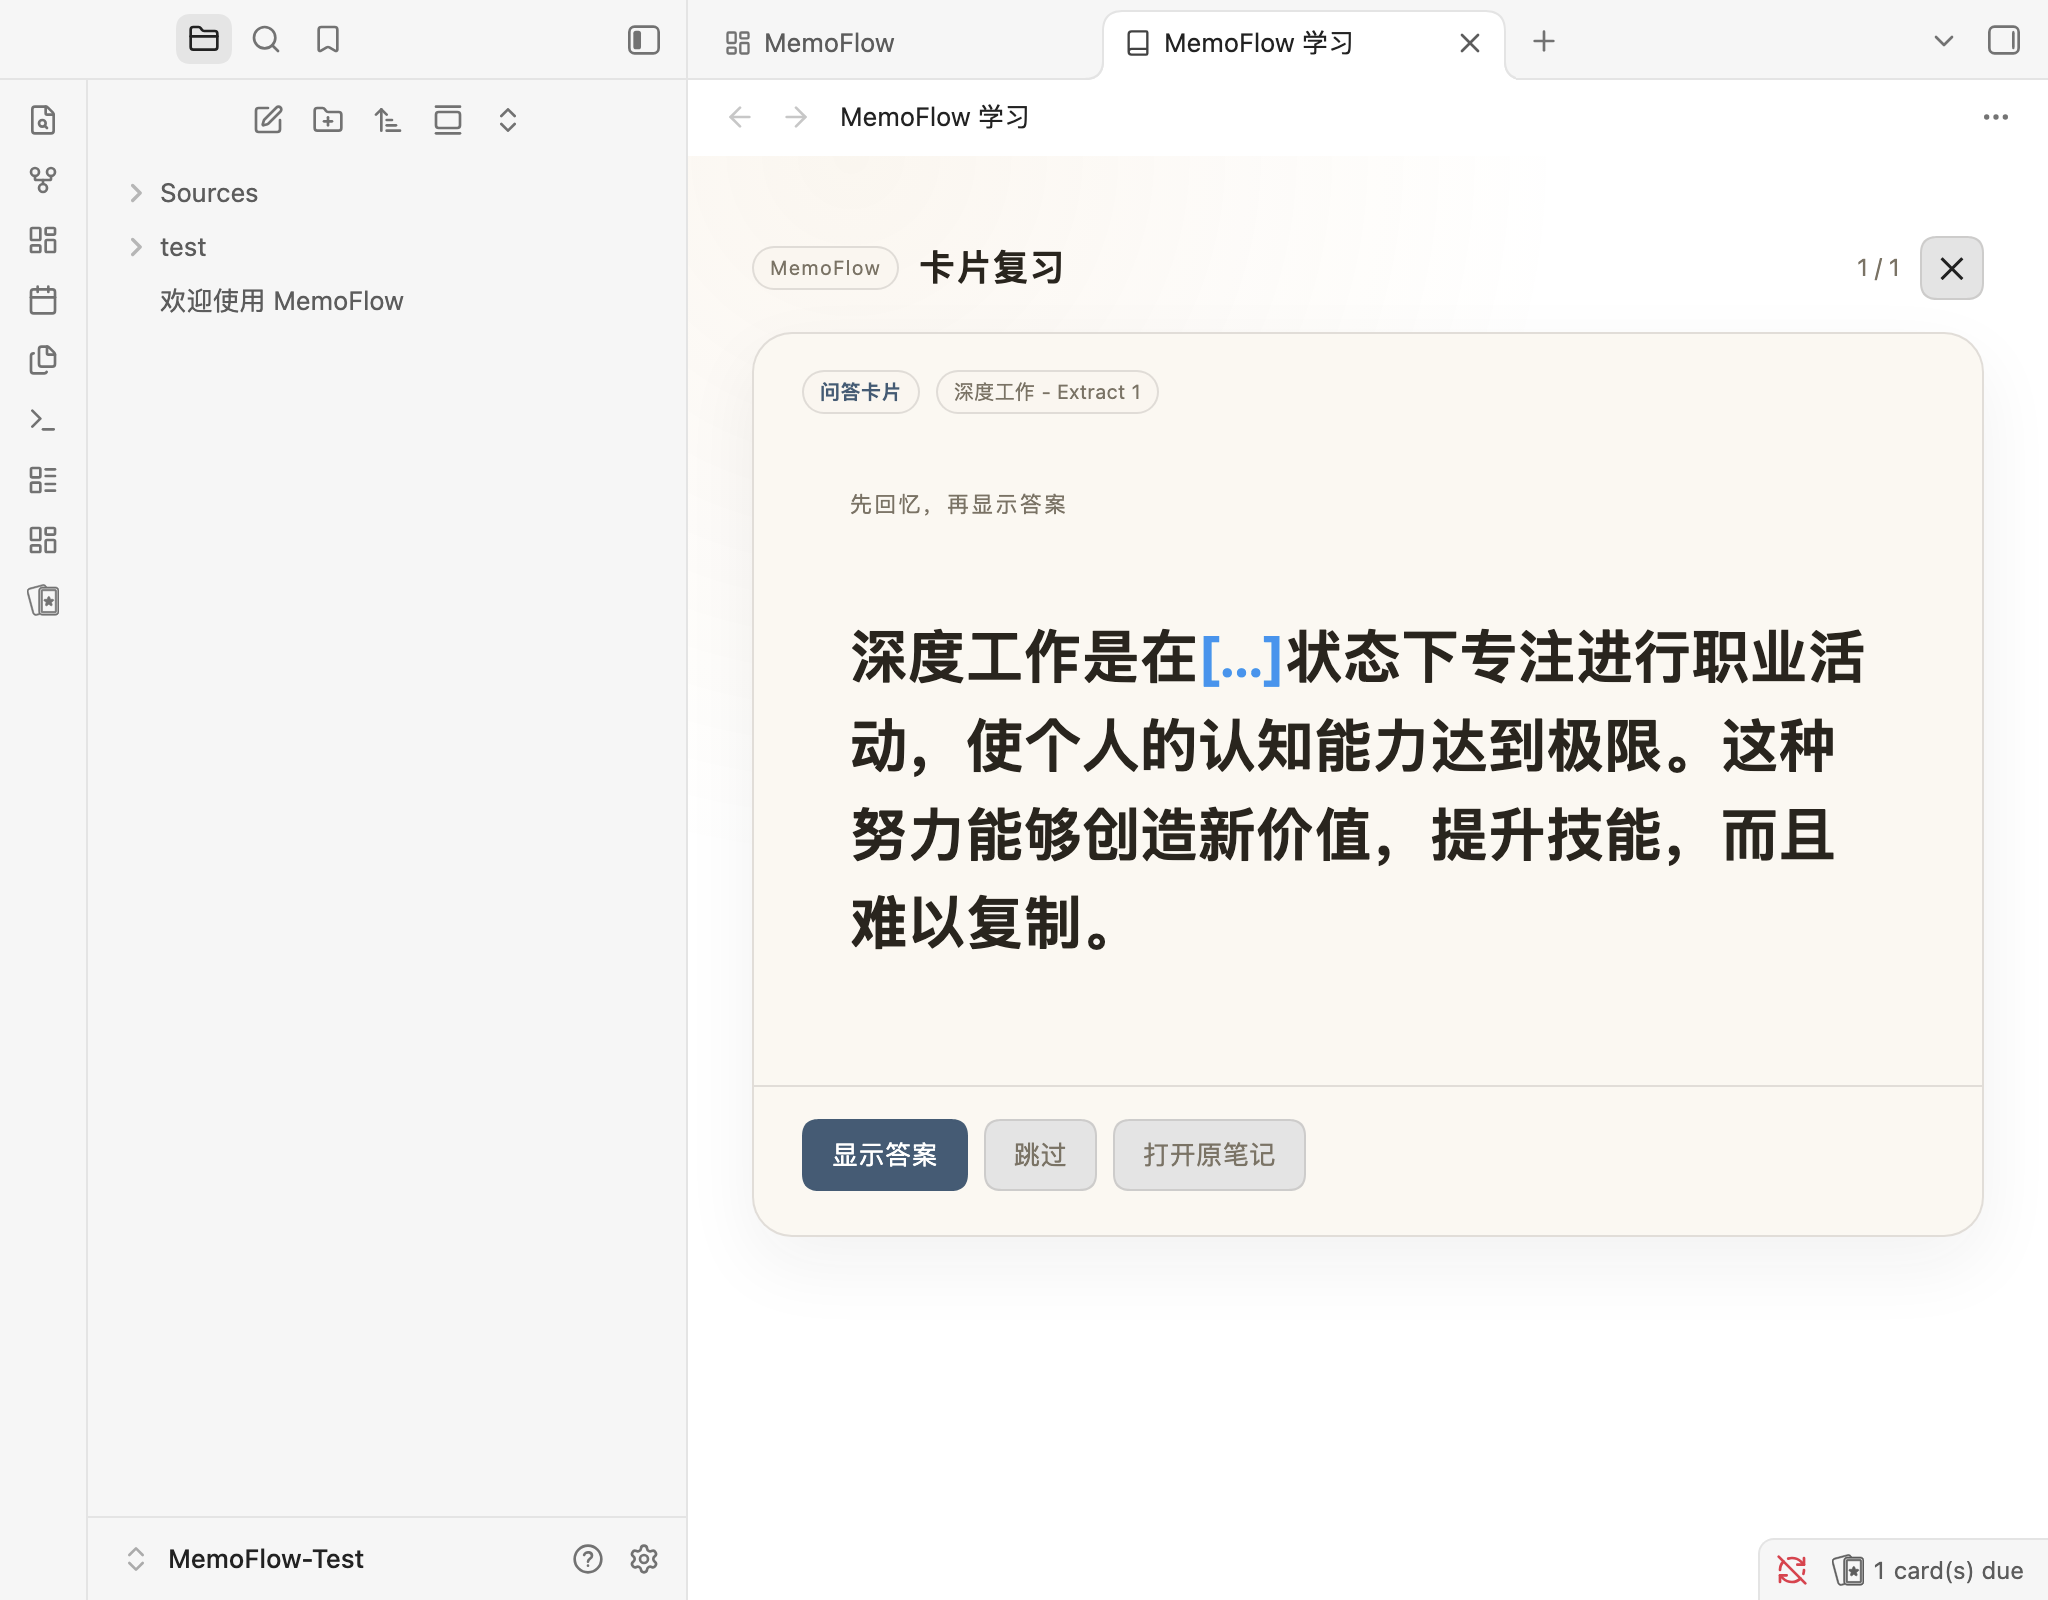 MemoFlow
MemoFlow 学习
MemoFlow 学习
Sources
test
欢迎使用 MemoFlow
MemoFlow
卡片复习
1 / 1
问答卡片
深度工作 - Extract 1
先回忆，再显示答案
深度工作是在[...]状态下专注进行职业活
动，使个人的认知能力达到极限。这种
努力能够创造新价值，提升技能，而且
难以复制。
显示答案
跳过
打开原笔记
MemoFlow-Test
1 card(s) due